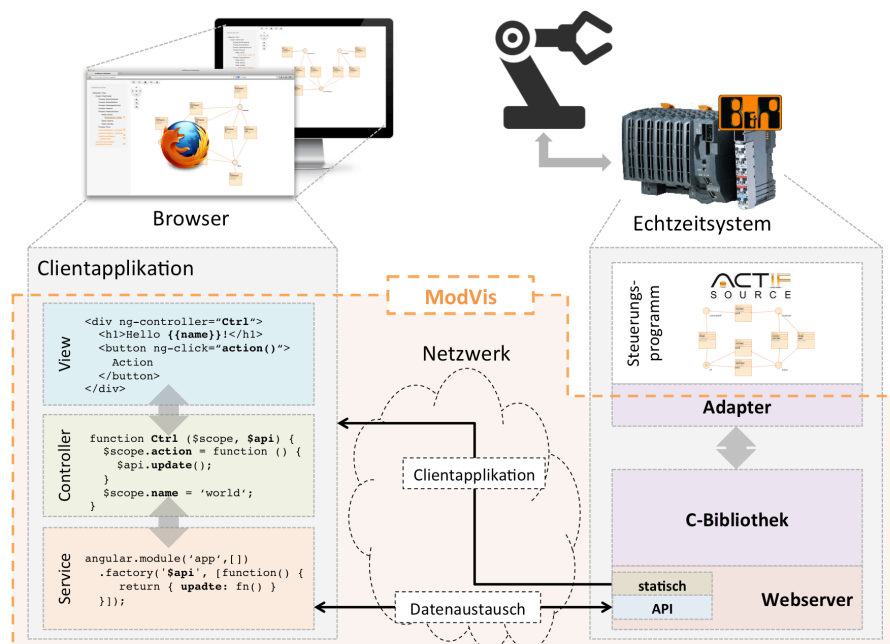 Browser
Echtzeitsystem
Clientapplikation
ModVis
View
<div ng-controller=“Ctrl“>
<h1>Hello {{name}}!</h1>
<button ng-click=“action()“>
Action
</button>
</div>
Controller
function Ctrl ($scope, $api) {
$scope.action = function () {
$api.update();
}
$scope.name = ‘world’;
}
Service
angular.module(‘app‘,[])
.factory('$api', [function() {
return { upadte: fn() }
}]);
Netzwerk
Clientapplikation
Datenaustausch
Steuerungs-
programm
ACTIF
SOURCE
Adapter
C-Bibliothek
statisch
API
Webserver